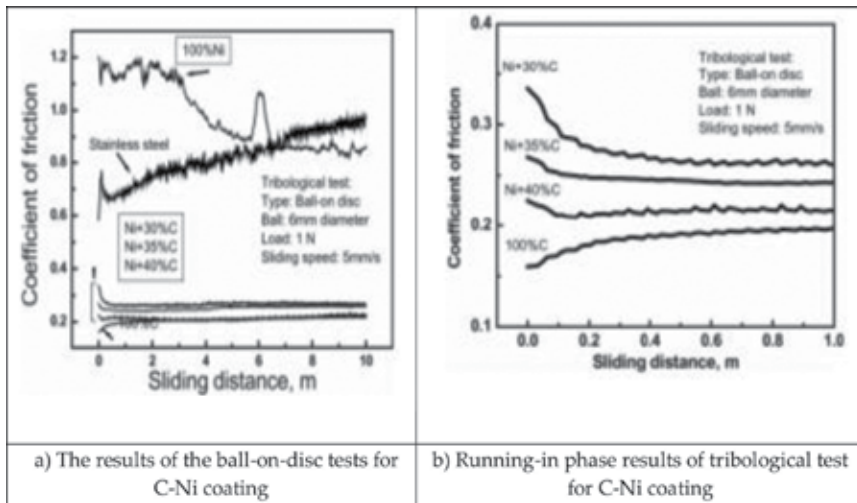 1.2
1.0
0.8
0.6
0.4
0.2
Coefficient of friction
100%Ni
Stainless steel
Tribological test:
Type: Ball-on disc
Ball: 6mm diameter
Load: 1 N
Sliding speed: 5mm/s
Ni+30%C
Ni+35%C
Ni+40%C
100%C
0 2 4 6 8 10
Sliding distance, m
0.4
0.3
0.2
0.1
Coefficient of friction
Ni+30%C
Ni+35%C
Ni+40%C
100%C
Tribological test:
Type: Ball-on disc
Ball: 6mm diameter
Load: 1 N
Sliding speed: 5mm/s
0.0 0.2 0.4 0.6 0.8 1.0
Sliding distance, m
a) The results of the ball-on-disc tests for
C-Ni coating
b) Running-in phase results of tribological test
for C-Ni coating